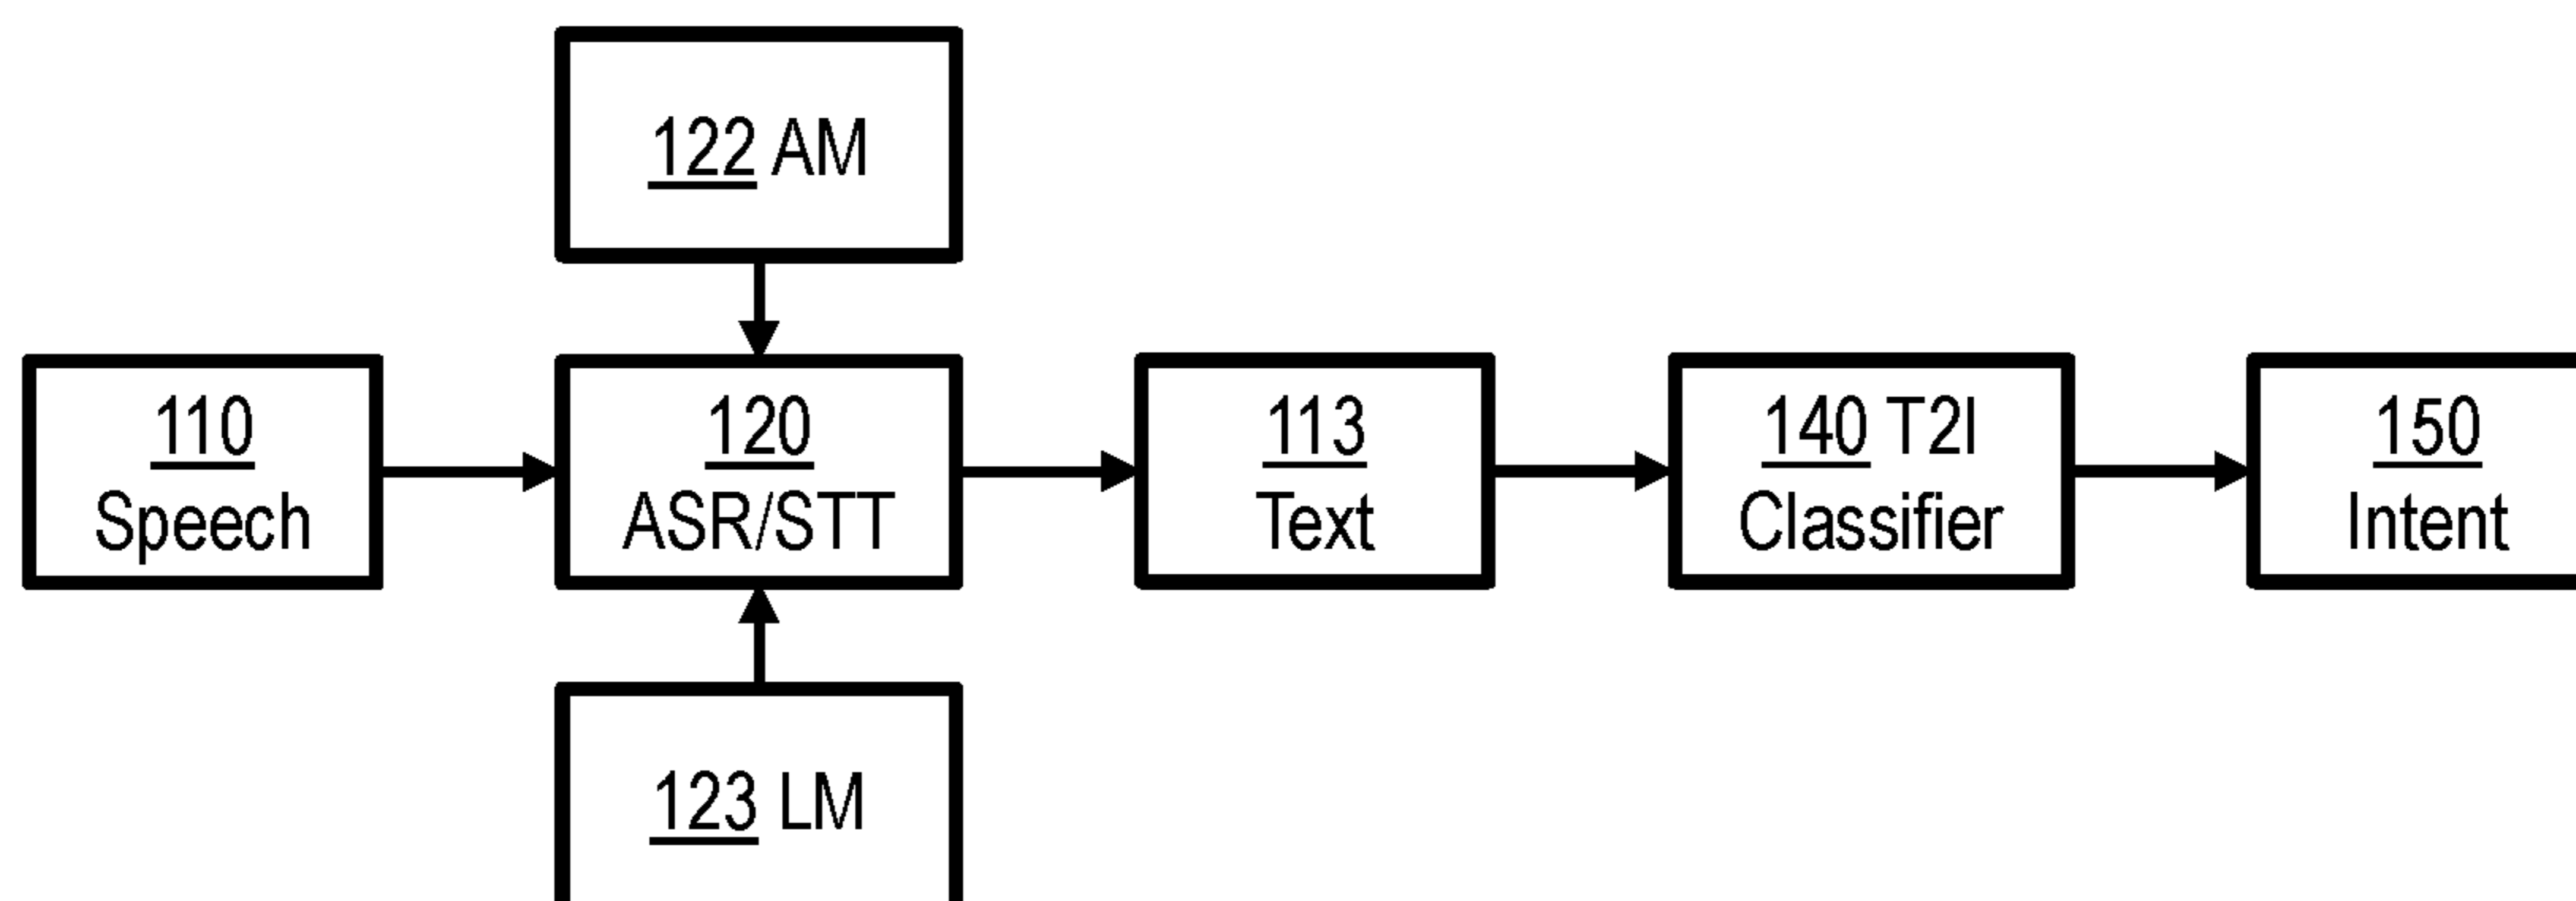 122 AM
110
Speech
120
ASR/STT
113
Text
140 T2I
Classifier
150
Intent
123 LM